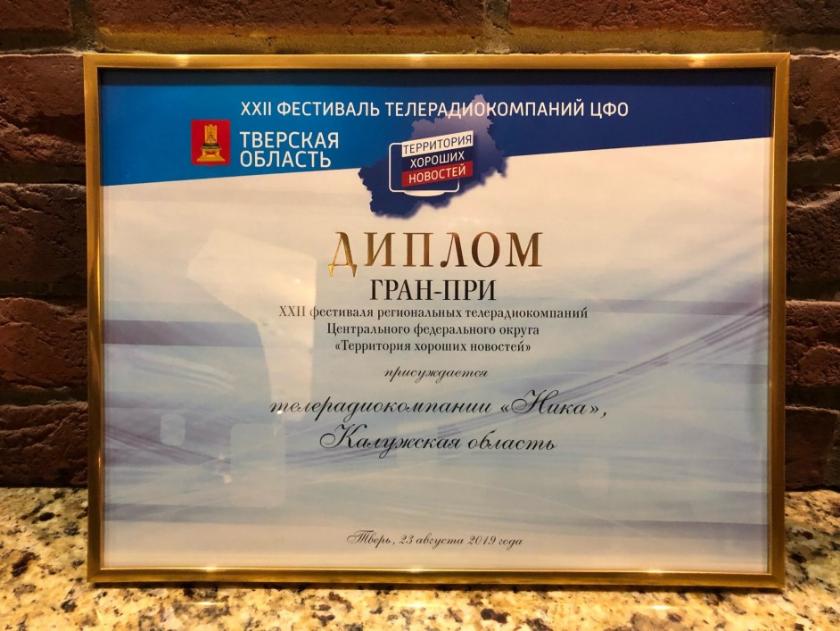 XXII ФЕСТИВАЛЬ ТЕЛЕРАДИОКОМПАНИЙ ЦФО
ТВЕРСКАЯ
ОБЛАСТЬ
ТЕРРИТОРИЯ
ХОРОШИХ
НОВОСТЕЙ
ДИПЛОМ
ГРАН-ПРИ
XXII фестиваля региональных телерадиокомпаний
Центрального федерального округа
«Территория хороших новостей»
присуждается
телерадиокомпании «Ника»,
Калужская область
Тверь, 23 августа 2019 года